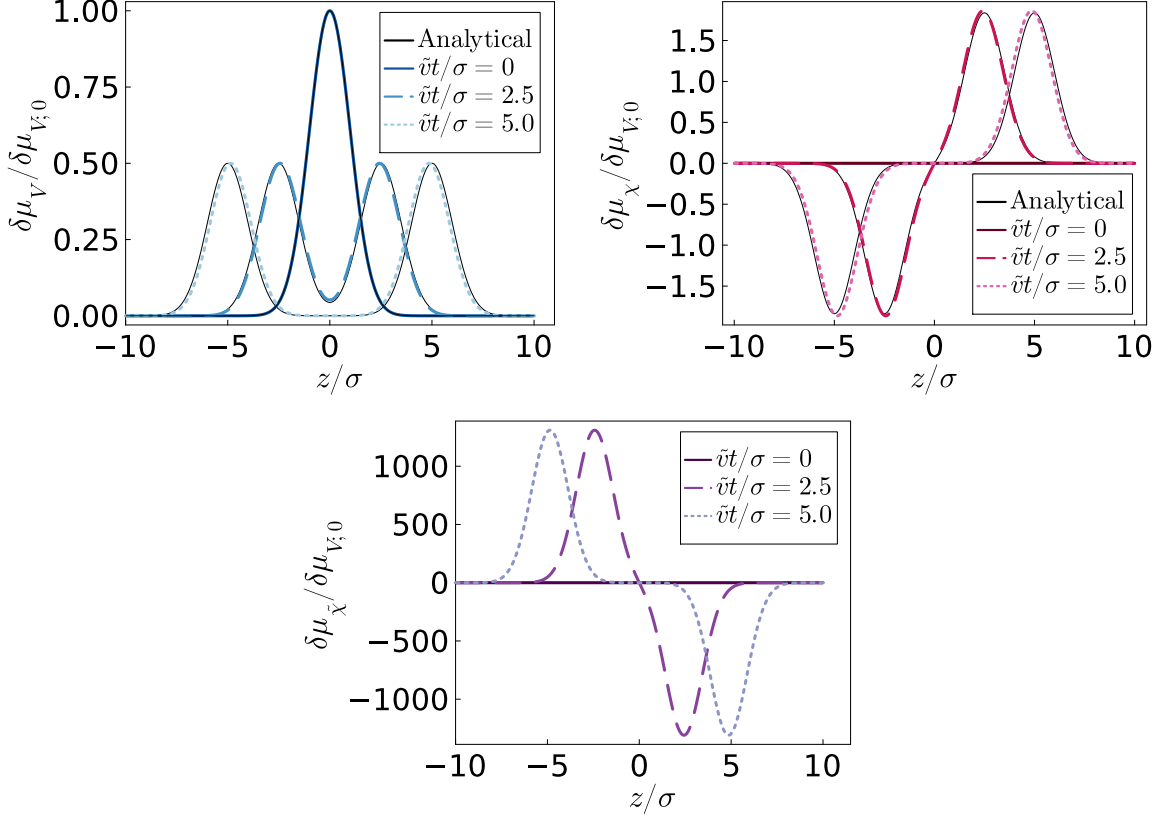 δμ_V/δμ_{V;0}
1.00
0.75
0.50
0.25
0.00
−10
−5
0
5
10
z/σ
Analytical
ṽt/σ = 0
ṽt/σ = 2.5
ṽt/σ = 5.0
δμ_χ/δμ_{V;0}
1.5
1.0
0.5
0.0
−0.5
−1.0
−1.5
−10
−5
0
5
10
z/σ
Analytical
ṽt/σ = 0
ṽt/σ = 2.5
ṽt/σ = 5.0
δμ_χ̃/δμ_{V;0}
1000
500
0
−500
−1000
−10
−5
0
5
10
z/σ
ṽt/σ = 0
ṽt/σ = 2.5
ṽt/σ = 5.0